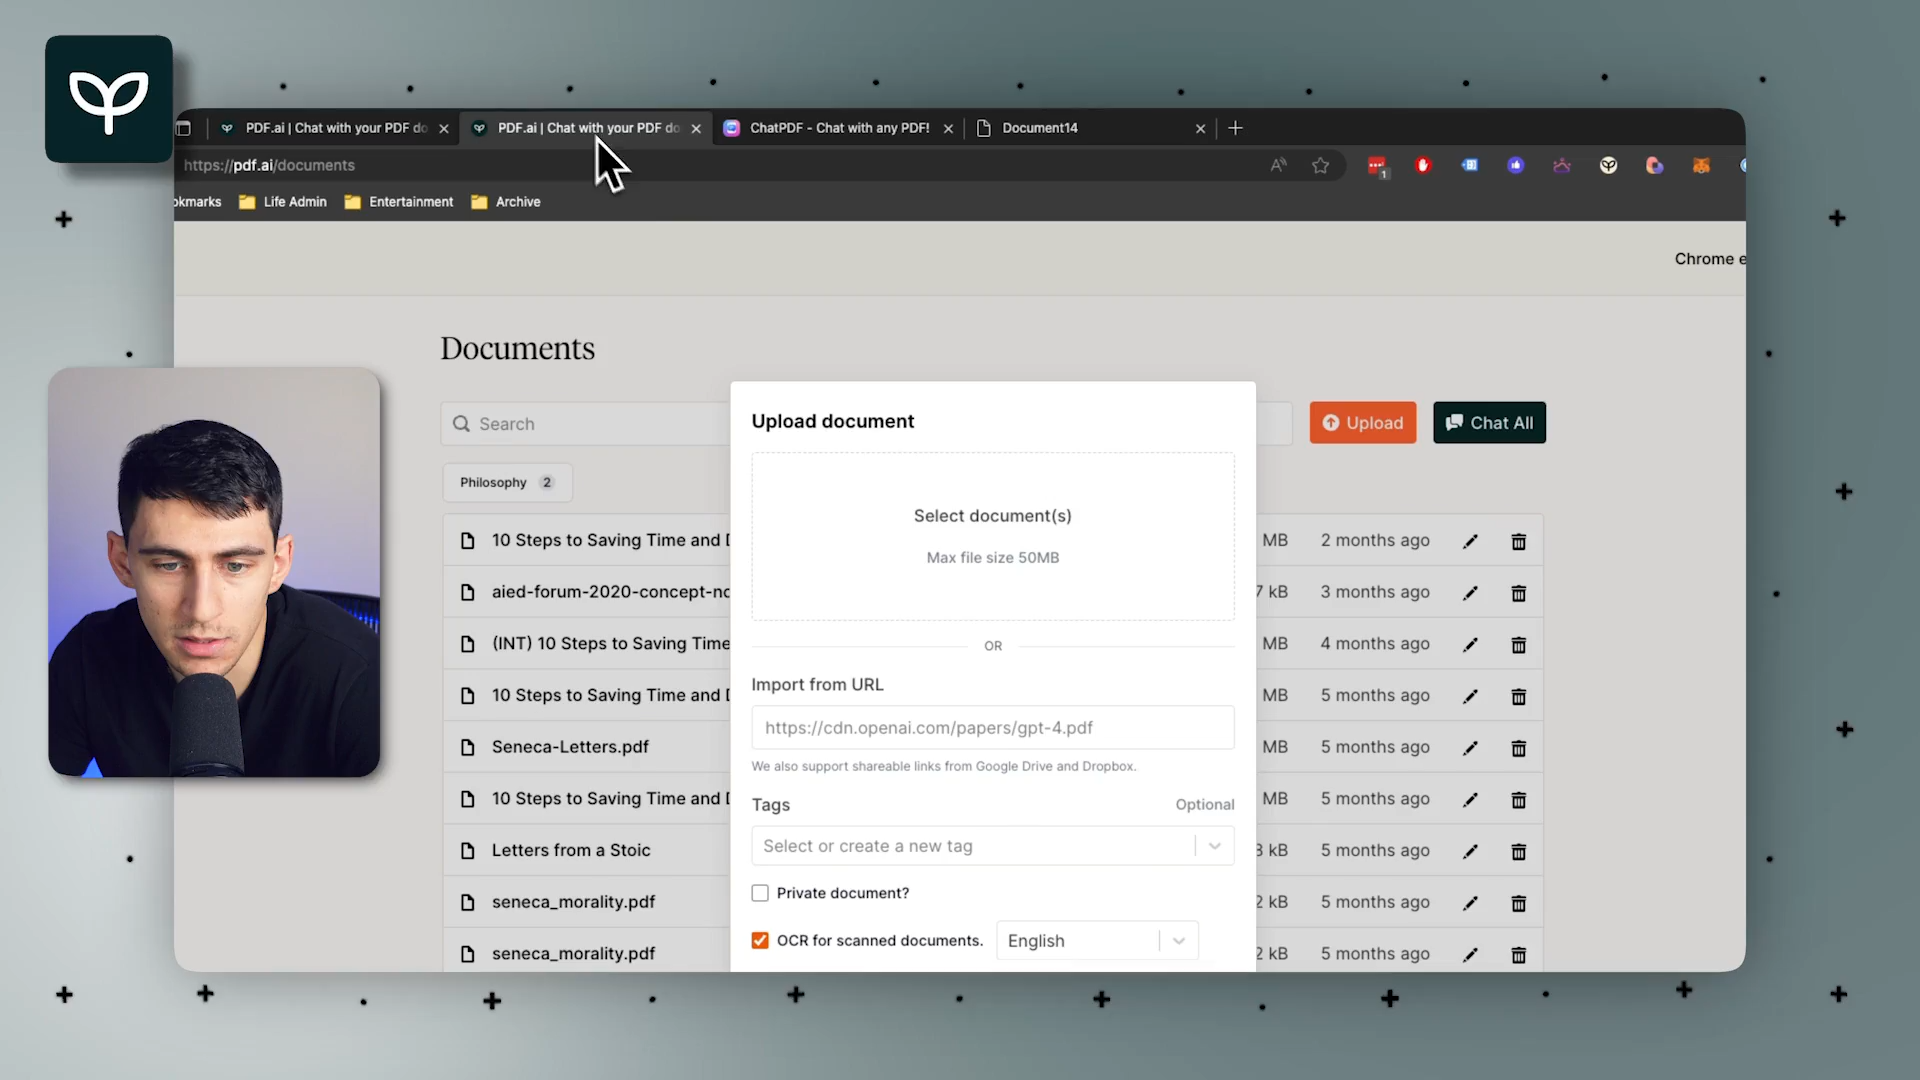 PDF.ai | Chat with your PDF do
PDF.ai | Chat with your PDF do
ChatPDF - Chat with any PDF!
Document14
https://pdf.ai/documents
A
1
okmarks
Life Admin
Entertainment
Archive
Chrome e
Documents
Search
Upload
Chat All
Philosophy 2
Upload document
Select document(s)
Max file size 50MB
OR
Import from URL
https://cdn.openai.com/papers/gpt-4.pdf
We also support shareable links from Google Drive and Dropbox.
Tags Optional
Select or create a new tag
Private document?
OCR for scanned documents. English
10 Steps to Saving Time and D MB 2 months ago
aied-forum-2020-concept-no 7 kB 3 months ago
(INT) 10 Steps to Saving Time MB 4 months ago
10 Steps to Saving Time and D MB 5 months ago
Seneca-Letters.pdf MB 5 months ago
10 Steps to Saving Time and D MB 5 months ago
Letters from a Stoic 3 kB 5 months ago
seneca_morality.pdf 2 kB 5 months ago
seneca_morality.pdf 2 kB 5 months ago